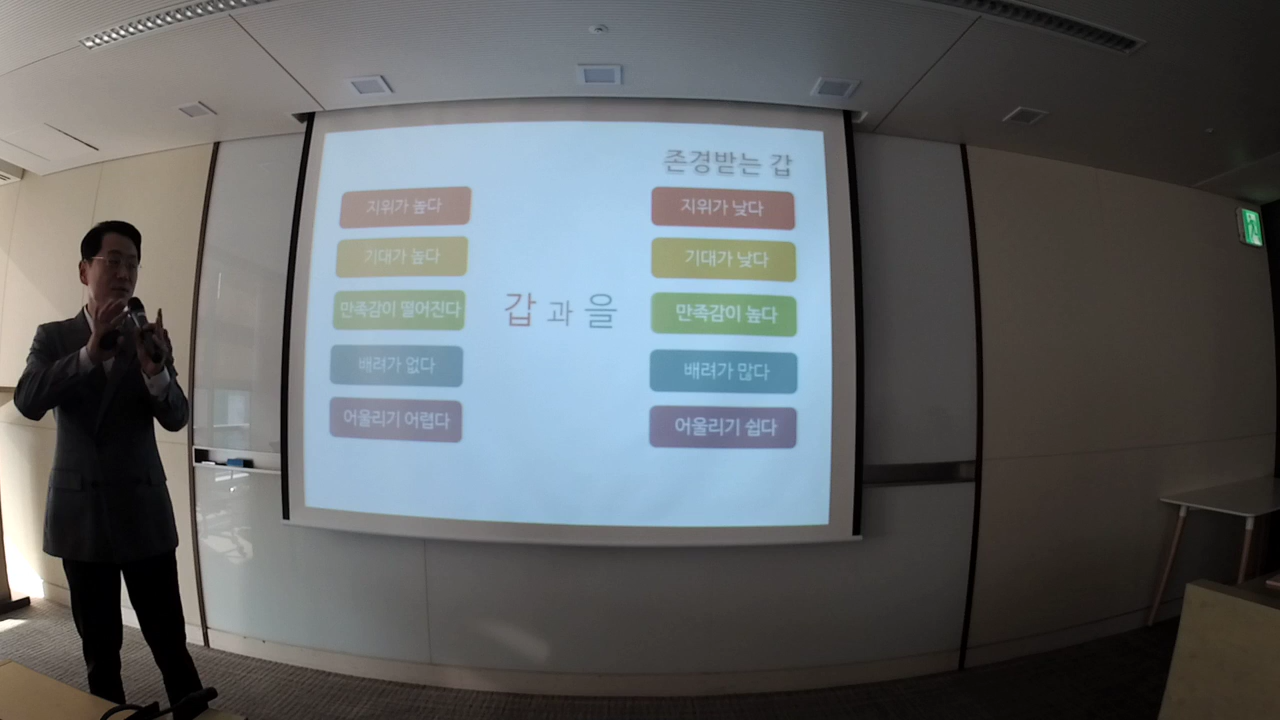 존경받는 갑
지위가 높다
기대가 높다
만족감이 떨어진다
배려가 없다
어울리기 어렵다
갑과 을
지위가 낮다
기대가 낮다
만족감이 높다
배려가 많다
어울리기 쉽다